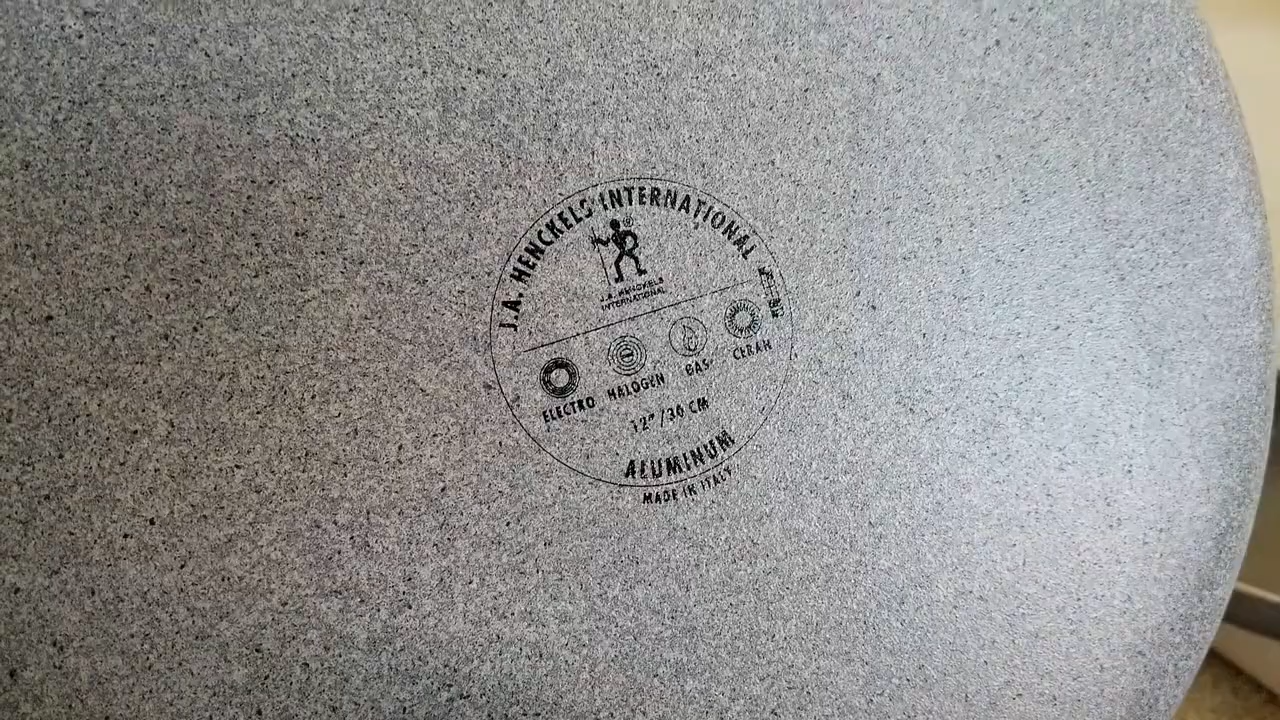 J.A. HENCKELS INTERNATIONAL
®
J.A. HENCKELS
INTERNATIONAL
ELECTRO HALOGEN GAS CERAN
12" / 30 CM
ALUMINUM
MADE IN ITALY